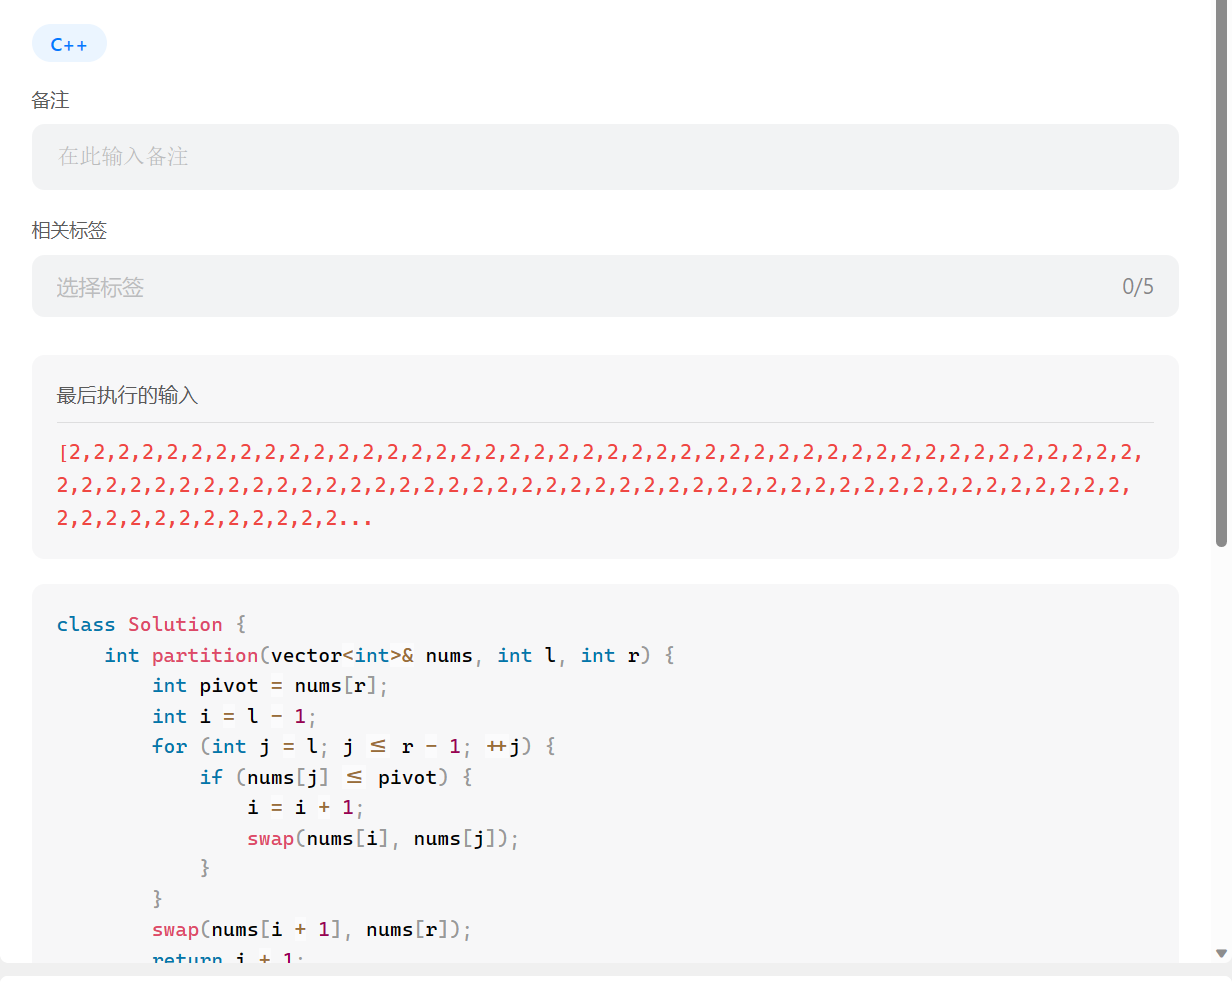 C++
备注
在此输入备注
相关标签
选择标签 0/5
最后执行的输入
[2,2,2,2,2,2,2,2,2,2,2,2,2,2,2,2,2,2,2,2,2,2,2,2,2,2,2,2,2,2,2,2,2,2,2,2,2,2,2,2,2,2,2,2,
2,2,2,2,2,2,2,2,2,2,2,2,2,2,2,2,2,2,2,2,2,2,2,2,2,2,2,2,2,2,2,2,2,2,2,2,2,2,2,2,2,2,2,2,
2,2,2,2,2,2,2,2,2,2,2,2...
class Solution {
    int partition(vector<int>& nums, int l, int r) {
        int pivot = nums[r];
        int i = l - 1;
        for (int j = l; j <= r - 1; ++j) {
            if (nums[j] <= pivot) {
                i = i + 1;
                swap(nums[i], nums[j]);
            }
        }
        swap(nums[i + 1], nums[r]);
        return i + 1;